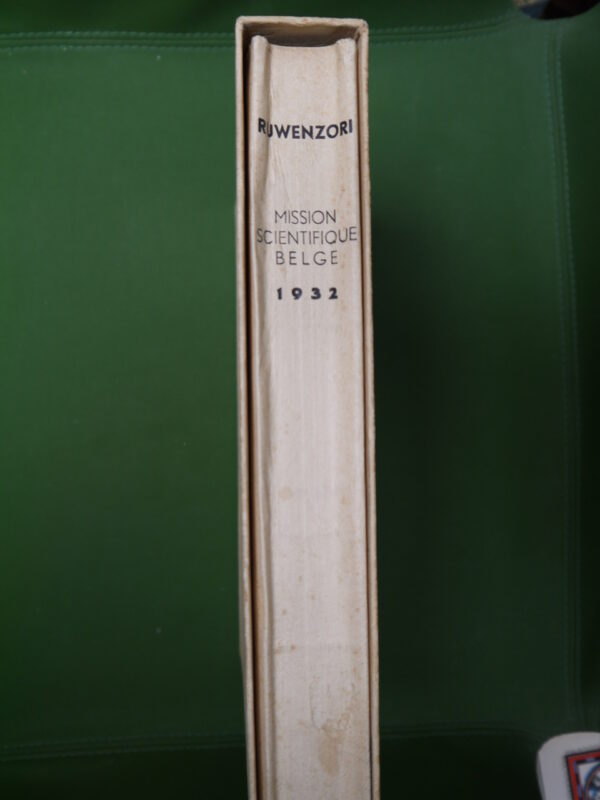 RUWENZORI
MISSION
SCIENTIFIQUE
BELGE
1932